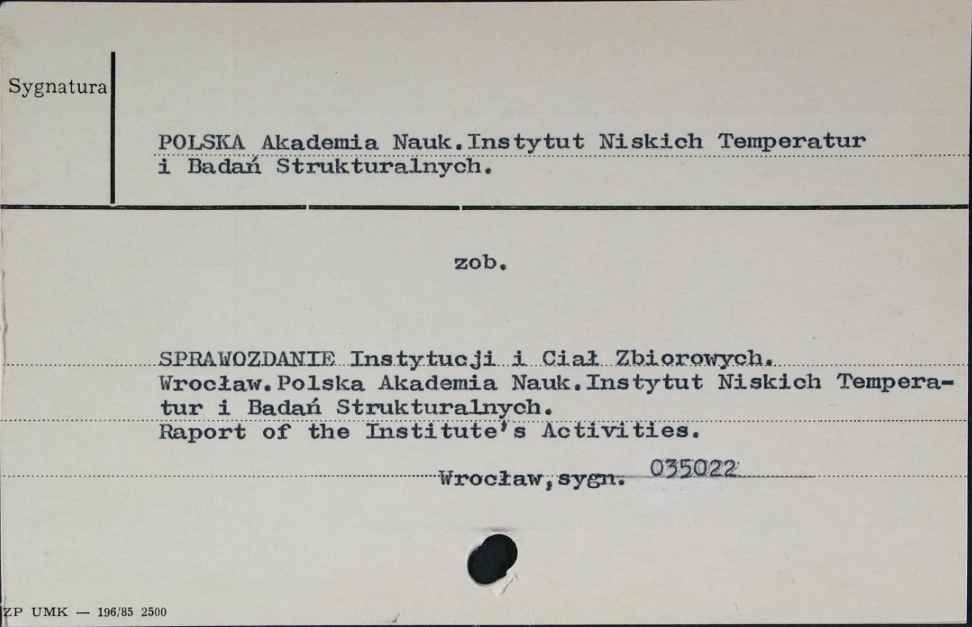 Sygnatura
POLSKA Akademia Nauk.Instytut Niskich Temperatur
i Badań Strukturalnych.
zob.
SPRAWOZDANIE Instytucji i Ciał Zbiorowych.
Wrocław.Polska Akademia Nauk.Instytut Niskich Tempera-
tur i Badań Strukturalnych.
Raport of the Institute's Activities.
Wrocław,sygn. 035022
ZP UMK — 196/85 2500